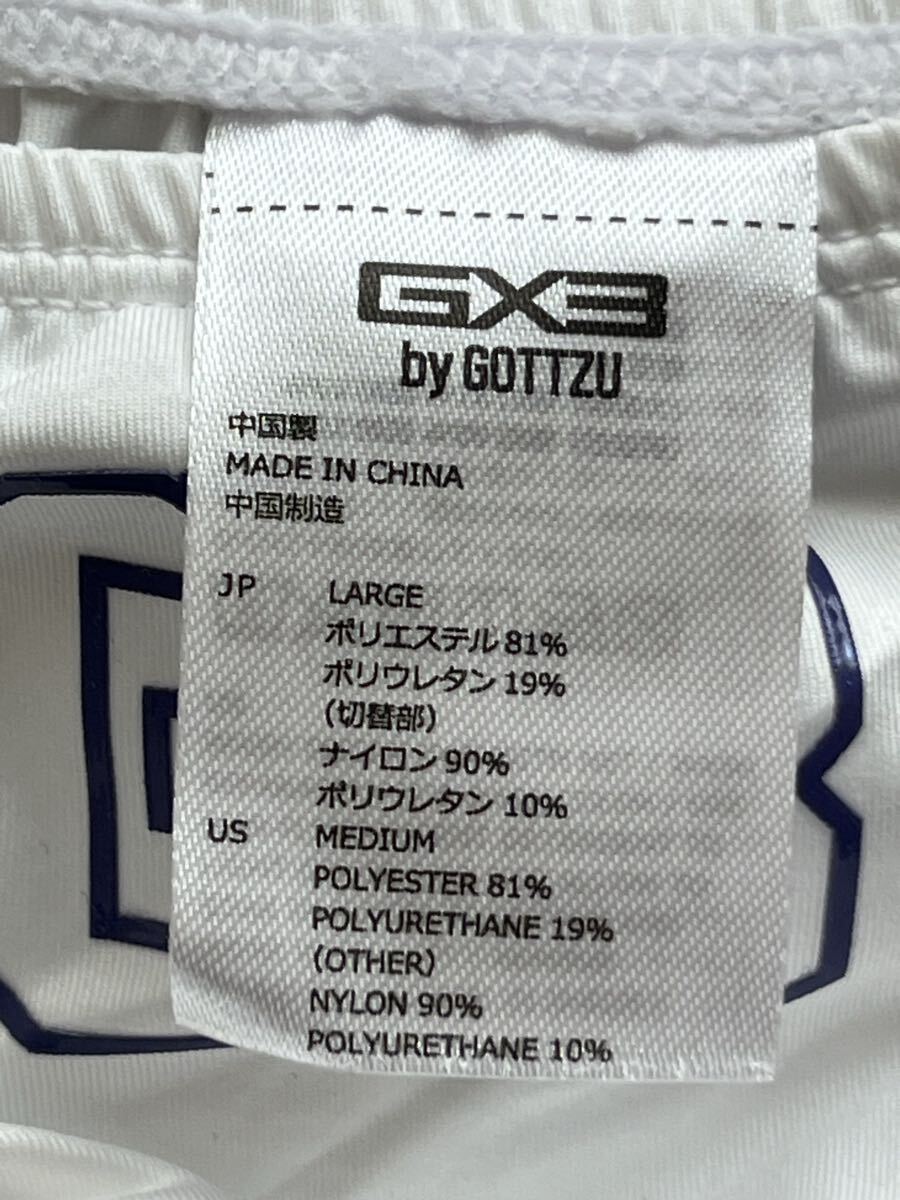 GX3
by GOTTZU
中国製
MADE IN CHINA
中国制造
JP LARGE
ポリエステル 81%
ポリウレタン 19%
(切替部)
ナイロン 90%
ポリウレタン 10%
US MEDIUM
POLYESTER 81%
POLYURETHANE 19%
(OTHER)
NYLON 90%
POLYURETHANE 10%